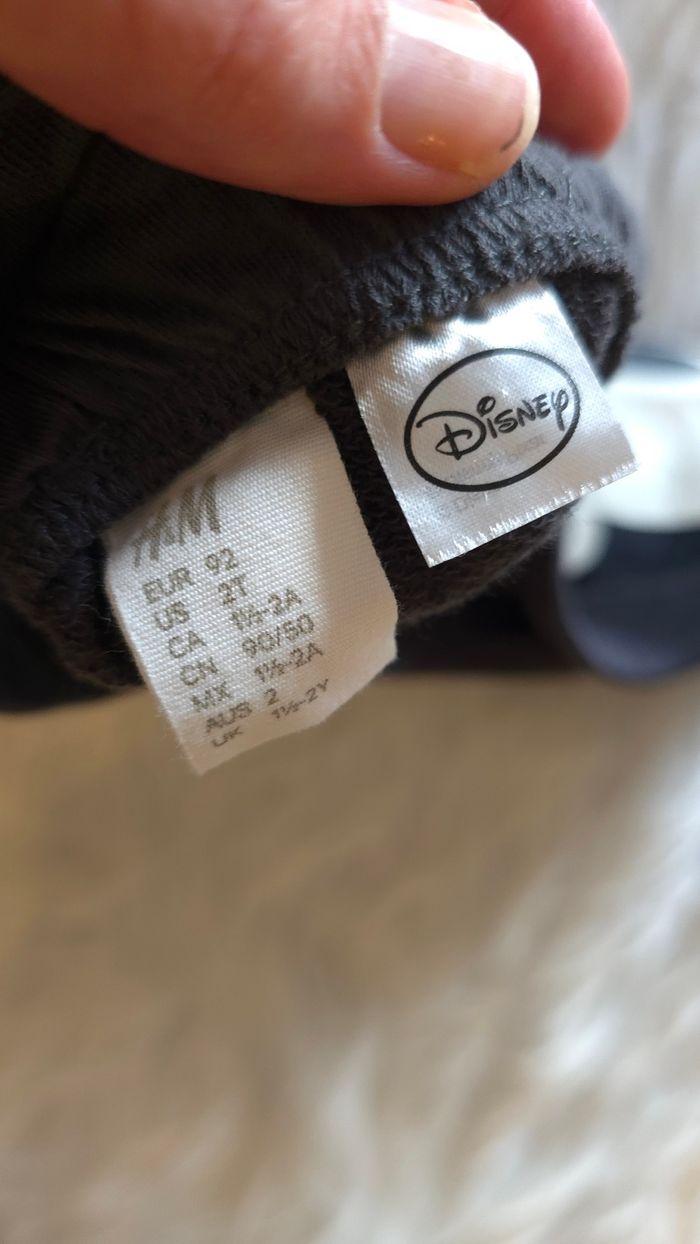 H&M
EUR 92
US 2T
CA 1½-2A
CN 90/50
MX 1½-2A
AUS 2
UK 1½-2Y
Disney